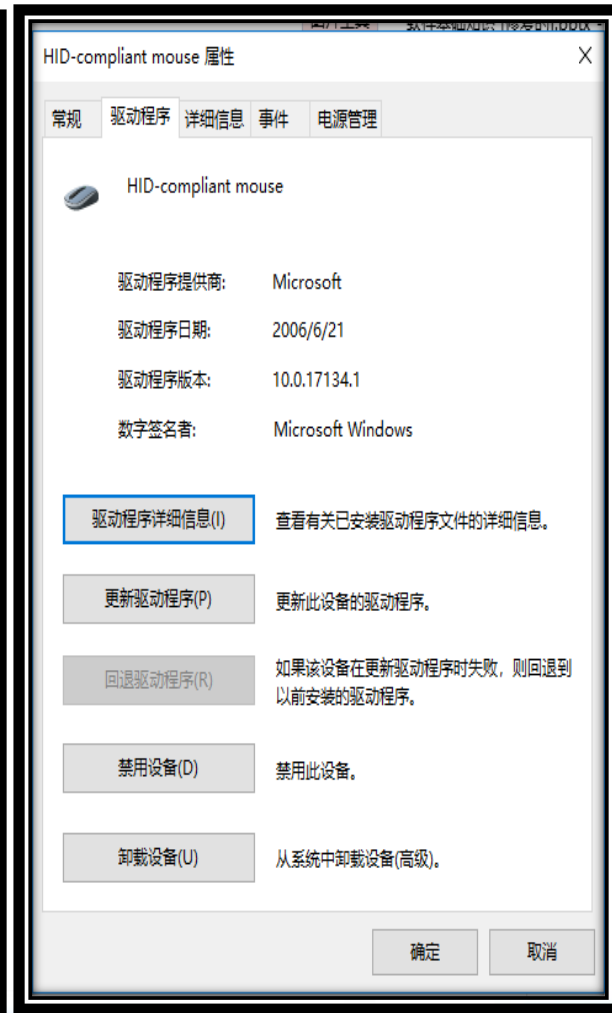 HID-compliant mouse 属性
常规 驱动程序 详细信息 事件 电源管理
HID-compliant mouse
驱动程序提供商: Microsoft
驱动程序日期: 2006/6/21
驱动程序版本: 10.0.17134.1
数字签名者: Microsoft Windows
驱动程序详细信息(I) 查看有关已安装驱动程序文件的详细信息。
更新驱动程序(P) 更新此设备的驱动程序。
回退驱动程序(R) 如果该设备在更新驱动程序时失败，则回退到
以前安装的驱动程序。
禁用设备(D) 禁用此设备。
卸载设备(U) 从系统中卸载设备(高级)。
确定 取消